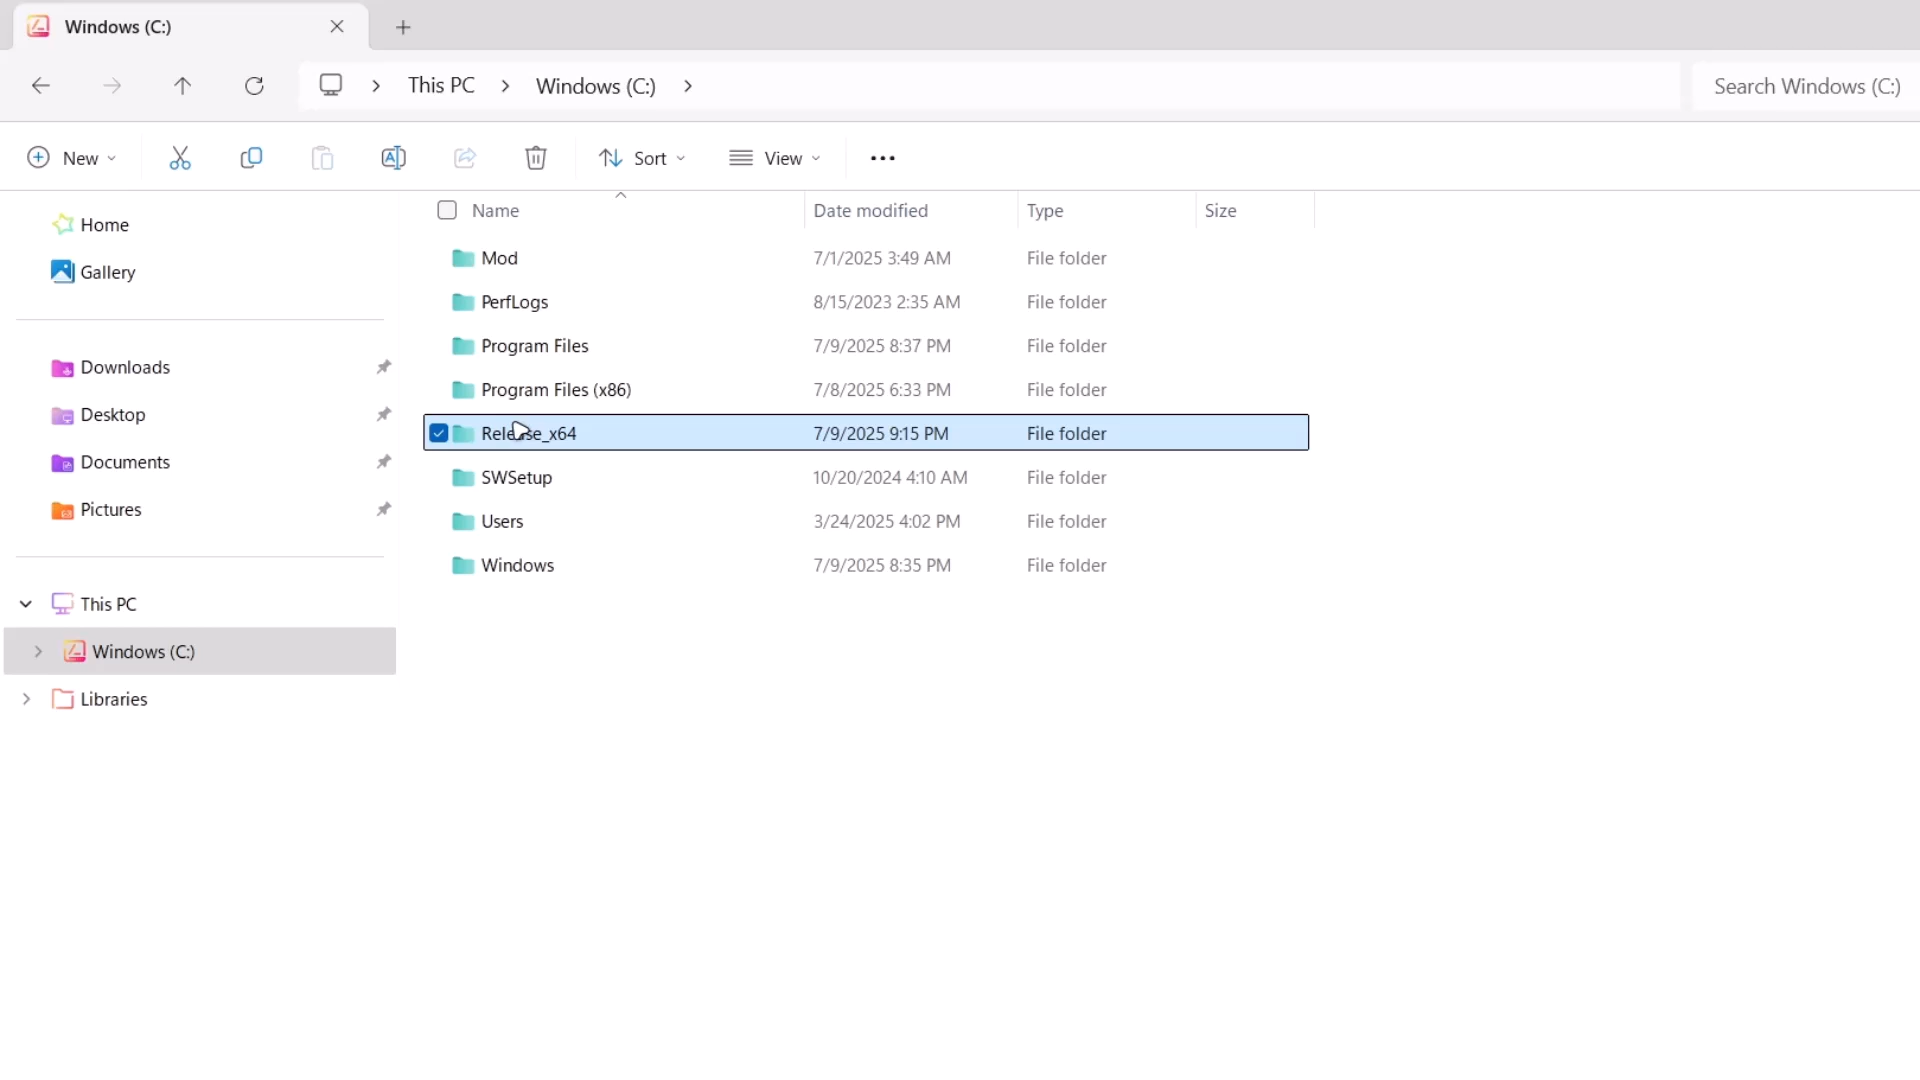 Windows (C:)
This PC Windows (C:) Search Windows (C:)
New Sort View
Name Date modified Type Size
Home
Gallery
Downloads
Desktop
Documents
Pictures
This PC
Windows (C:)
Libraries
Mod 7/1/2025 3:49 AM File folder
PerfLogs 8/15/2023 2:35 AM File folder
Program Files 7/9/2025 8:37 PM File folder
Program Files (x86) 7/8/2025 6:33 PM File folder
Release_x64 7/9/2025 9:15 PM File folder
SWSetup 10/20/2024 4:10 AM File folder
Users 3/24/2025 4:02 PM File folder
Windows 7/9/2025 8:35 PM File folder